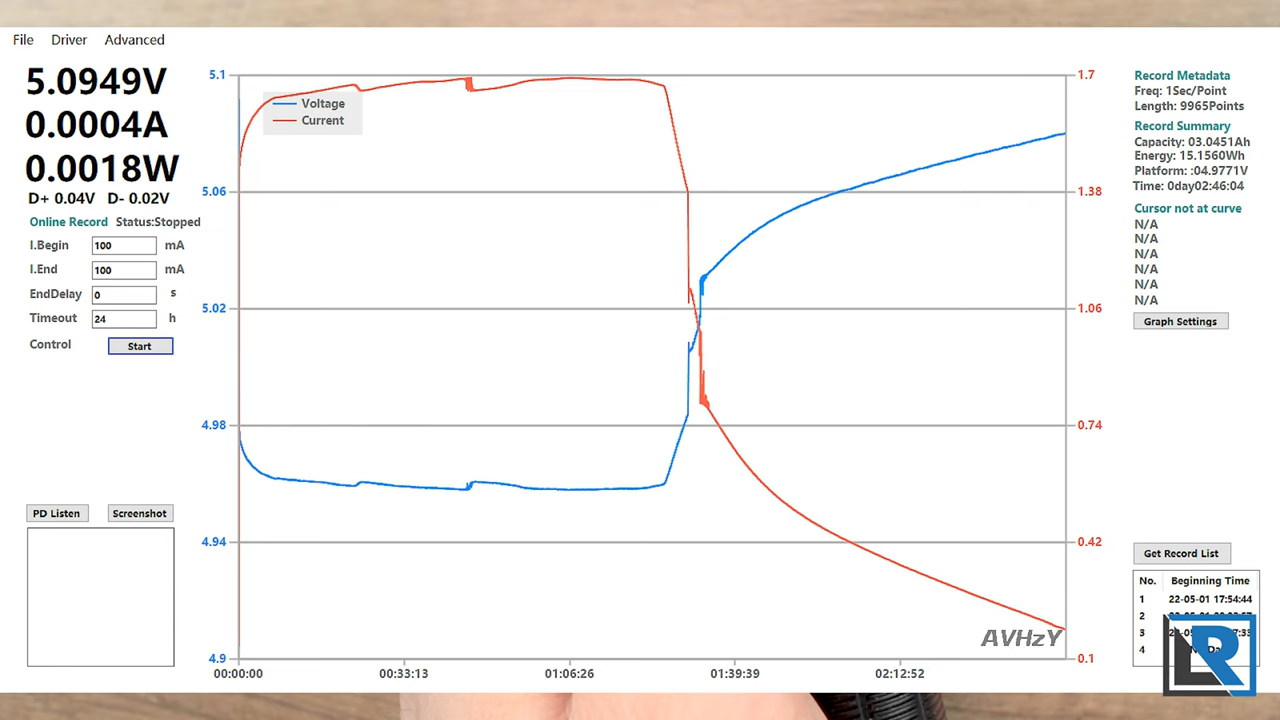 File Driver Advanced
5.0949V
0.0004A
0.0018W
D+ 0.04V D- 0.02V
Online Record Status:Stopped
I.Begin 100 mA
I.End 100 mA
EndDelay 0 s
Timeout 24 h
Control Start
PD Listen Screenshot
5.1
5.06
5.02
4.98
4.94
4.9
Voltage
Current
1.7
1.38
1.06
0.74
0.42
0.1
AVHzY
00:00:00 00:33:13 01:06:26 01:39:39 02:12:52
Record Metadata
Freq: 1Sec/Point
Length: 9965Points
Record Summary
Capacity: 03.0451Ah
Energy: 15.1560Wh
Platform: :04.9771V
Time: 0day02:46:04
Cursor not at curve
N/A
N/A
N/A
N/A
N/A
N/A
Graph Settings
Get Record List
No. Beginning Time
1 22-05-01 17:54:44
2
3
4
LR